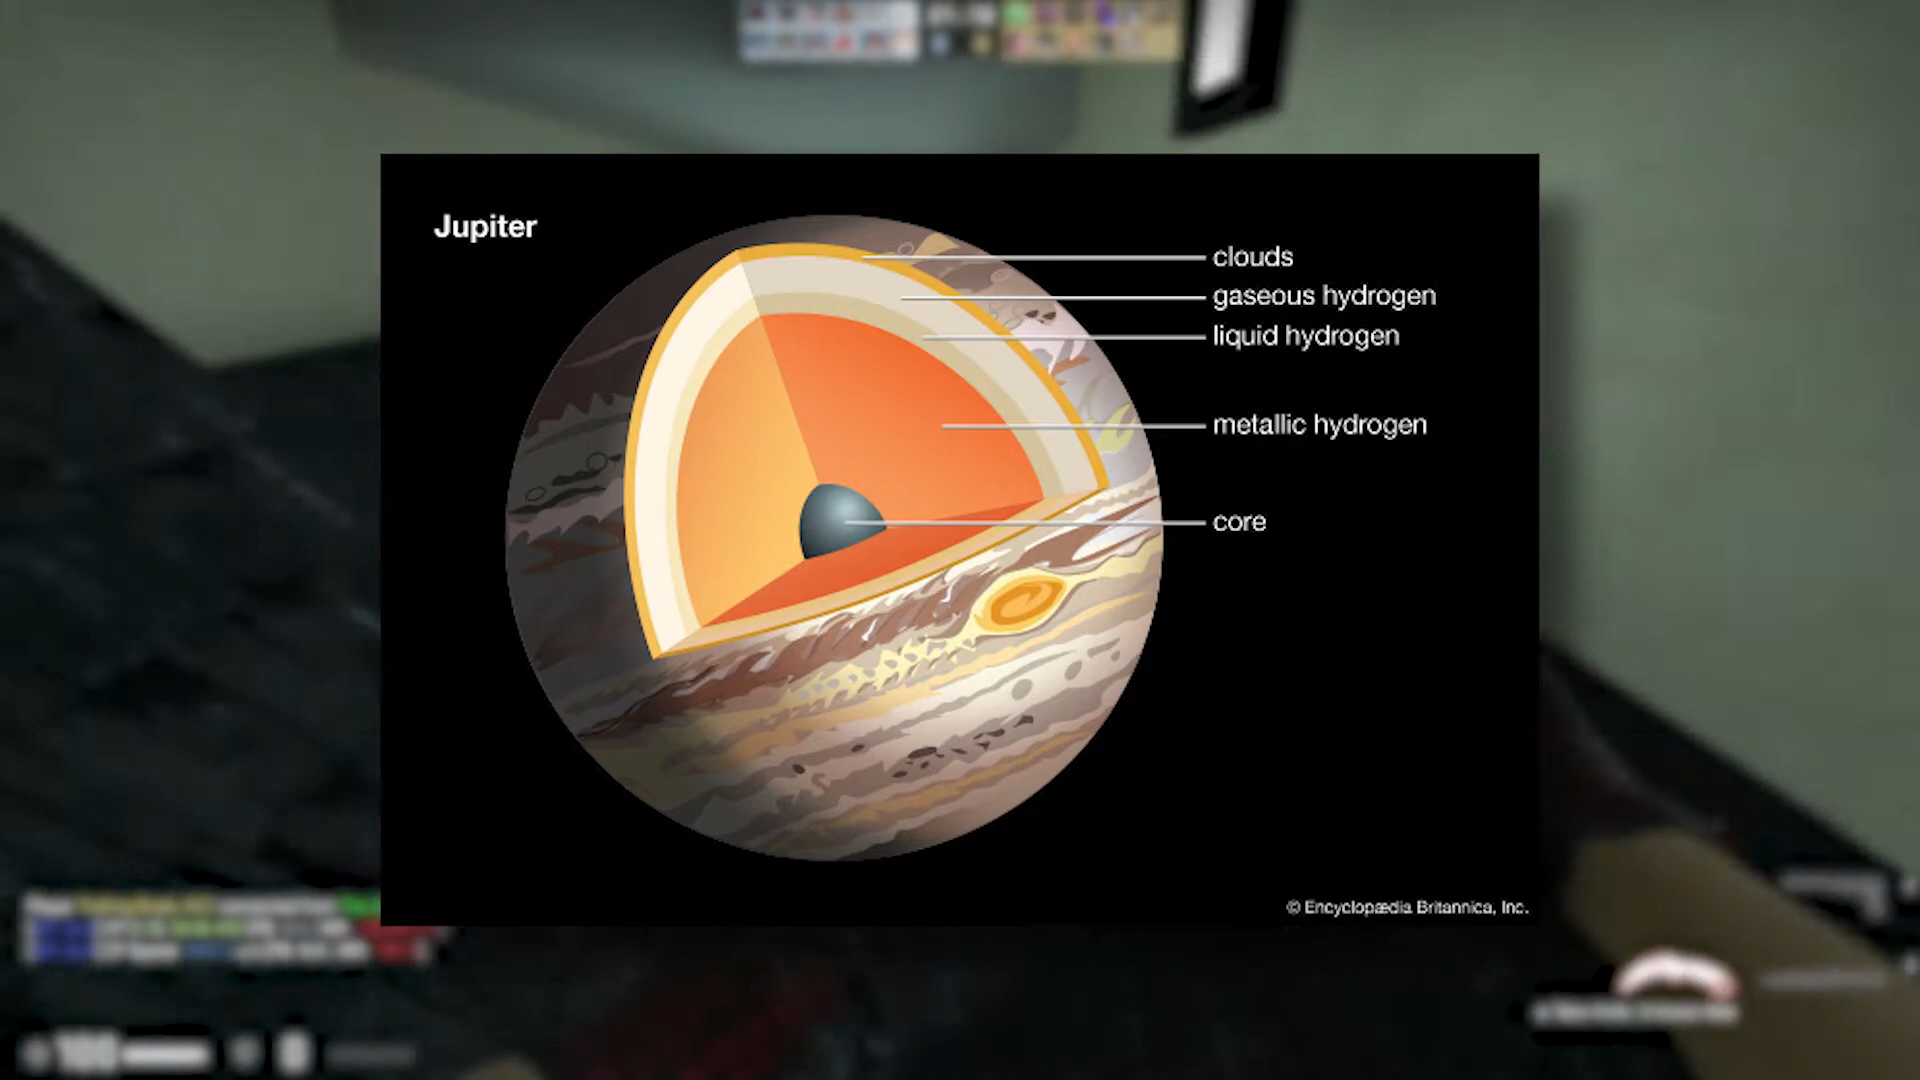 Jupiter
clouds
gaseous hydrogen
liquid hydrogen
metallic hydrogen
core
© Encyclopædia Britannica, Inc.